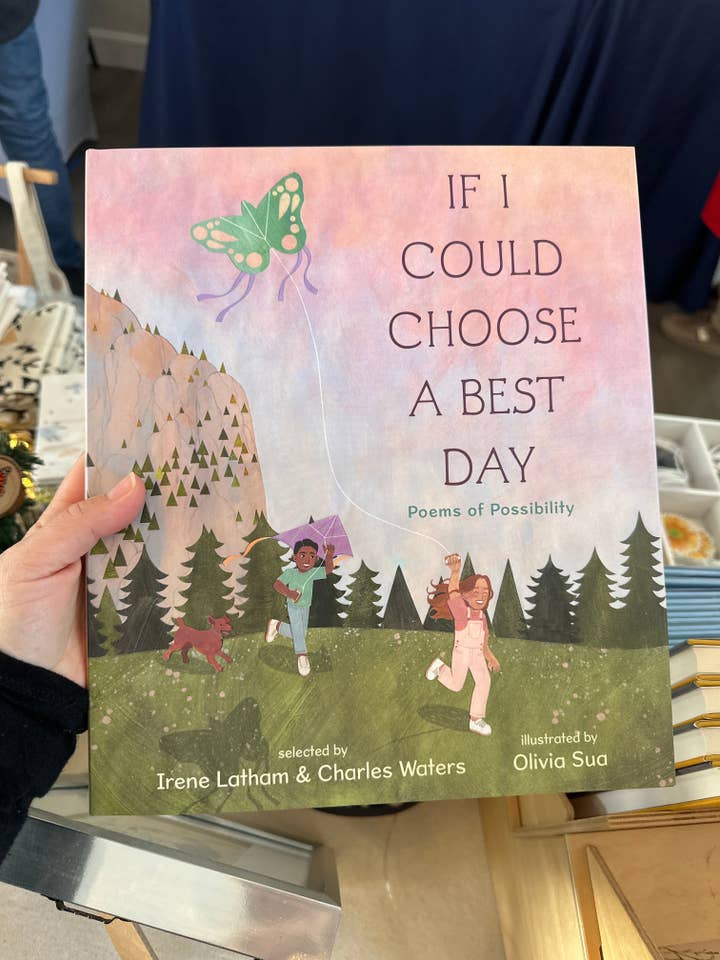 IF I
COULD
CHOOSE
A BEST
DAY
Poems of Possibility
selected by
Irene Latham & Charles Waters
illustrated by
Olivia Sua